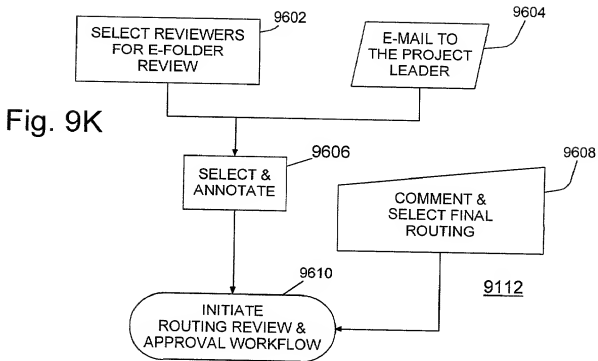 9602
SELECT REVIEWERS
FOR E-FOLDER
REVIEW
9604
E-MAIL TO
THE PROJECT
LEADER
Fig. 9K
9606
SELECT &
ANNOTATE
9608
COMMENT &
SELECT FINAL
ROUTING
9610
INITIATE
ROUTING REVIEW &
APPROVAL WORKFLOW
9112